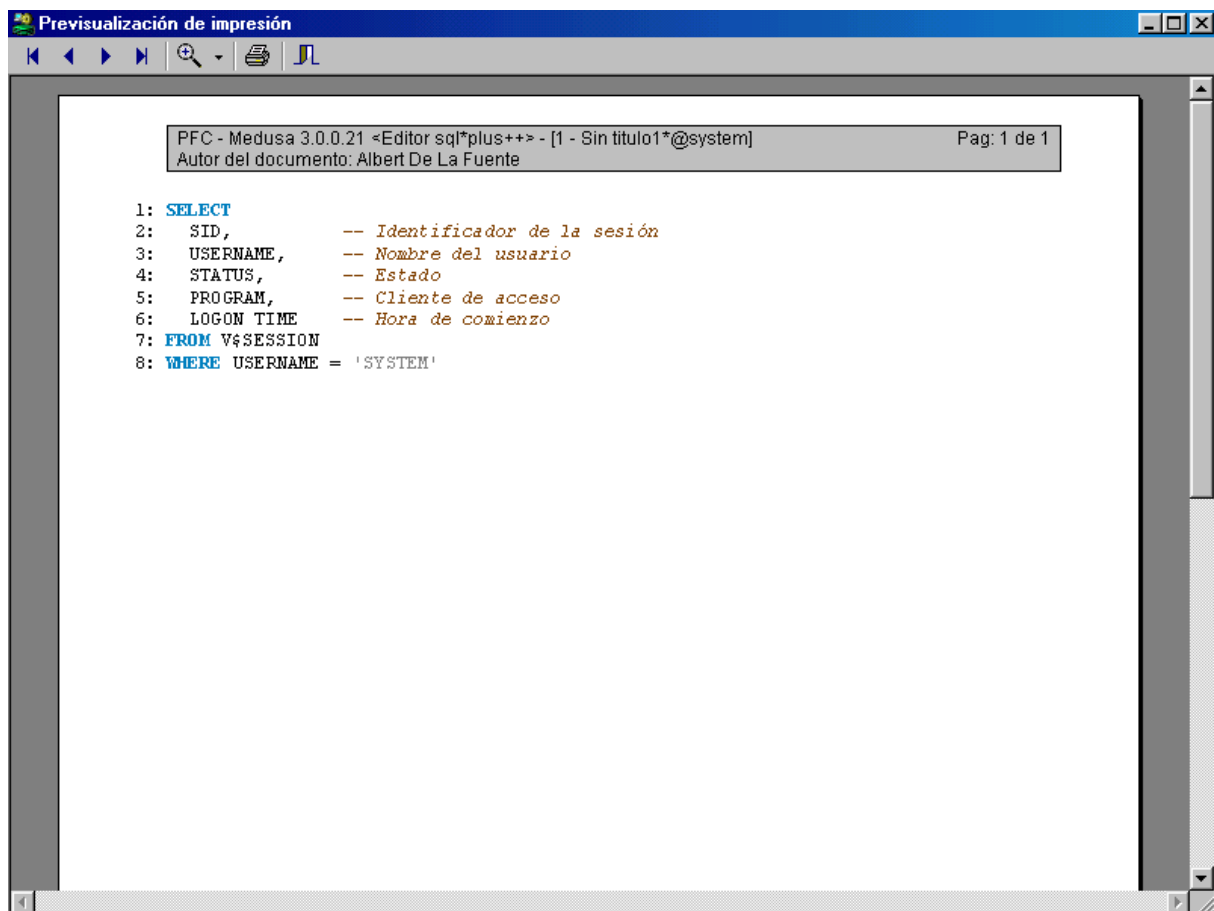 Previsualización de impresión
PFC - Medusa 3.0.0.21 <Editor sql*plus++> - [1 - Sin titulo1*@system] Pag: 1 de 1
Autor del documento: Albert De La Fuente
1: SELECT
2:   SID,          -- Identificador de la sesión
3:   USERNAME,     -- Nombre del usuario
4:   STATUS,       -- Estado
5:   PROGRAM,      -- Cliente de acceso
6:   LOGON TIME    -- Hora de comienzo
7: FROM V$SESSION
8: WHERE USERNAME = 'SYSTEM'